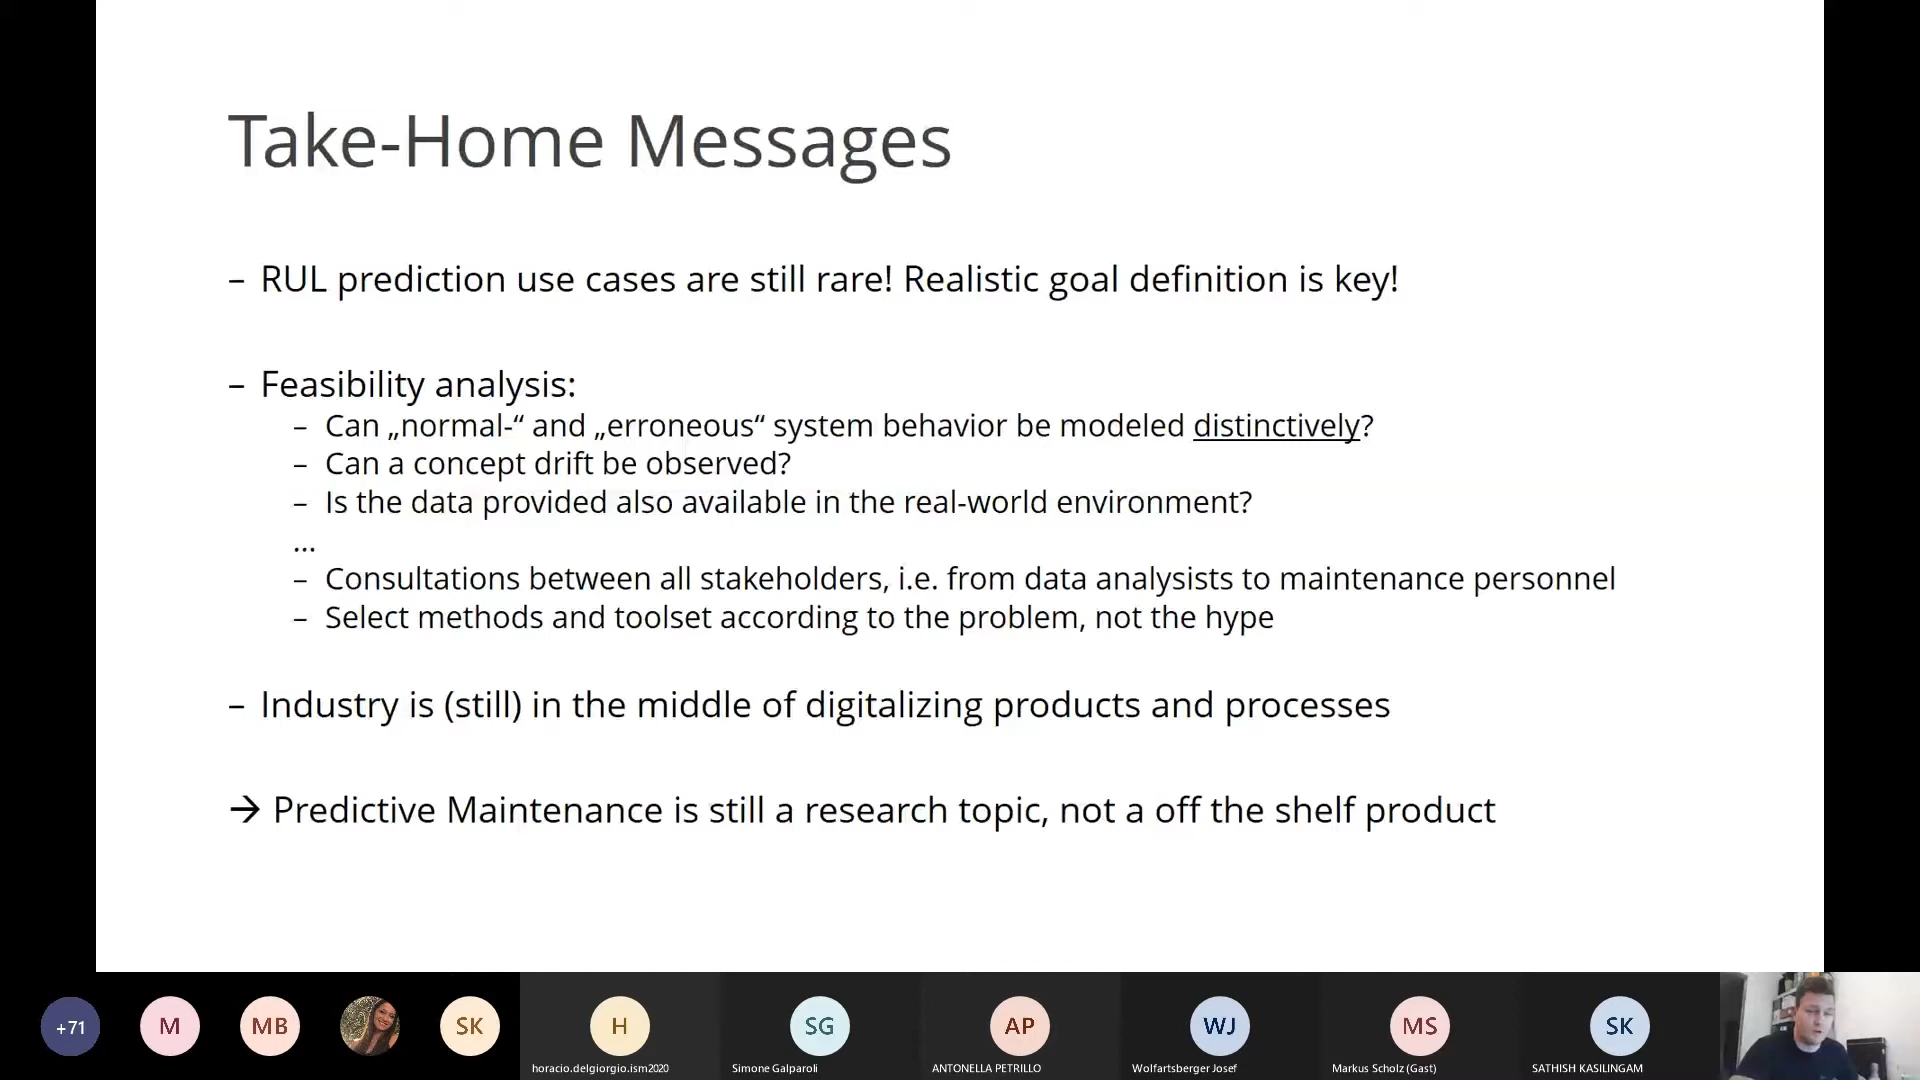 Take-Home Messages
– RUL prediction use cases are still rare! Realistic goal definition is key!
– Feasibility analysis:
– Can „normal-“ and „erroneous“ system behavior be modeled distinctively?
– Can a concept drift be observed?
– Is the data provided also available in the real-world environment?
...
– Consultations between all stakeholders, i.e. from data analysists to maintenance personnel
– Select methods and toolset according to the problem, not the hype
– Industry is (still) in the middle of digitalizing products and processes
→ Predictive Maintenance is still a research topic, not a off the shelf product
+71
M
MB
SK
H
SG
AP
WJ
MS
SK
horacio.delgiorgio.ism2020
Simone Galparoli
ANTONELLA PETRILLO
Wolfartsberger Josef
Markus Scholz (Gast)
SATHISH KASILINGAM